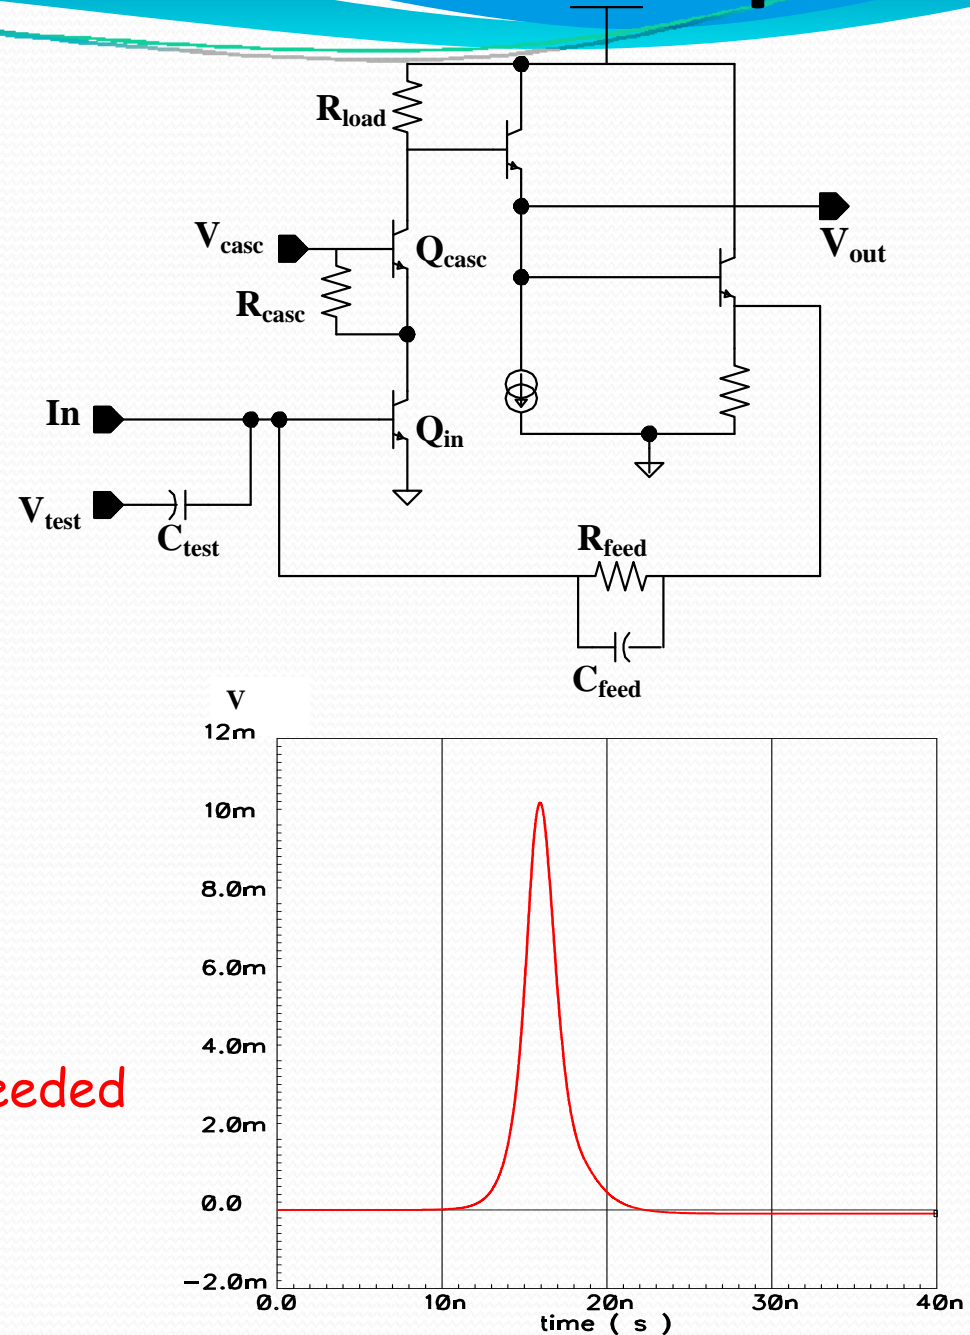 Rload
Vcasc
Qcasc
Vout
Rcasc
In
Qin
Vtest
Ctest
Rfeed
Cfeed
V
12m
10m
8.0m
6.0m
4.0m
eeded
2.0m
0.0
-2.0m
0.0 10n 20n 30n 40n
time ( s )